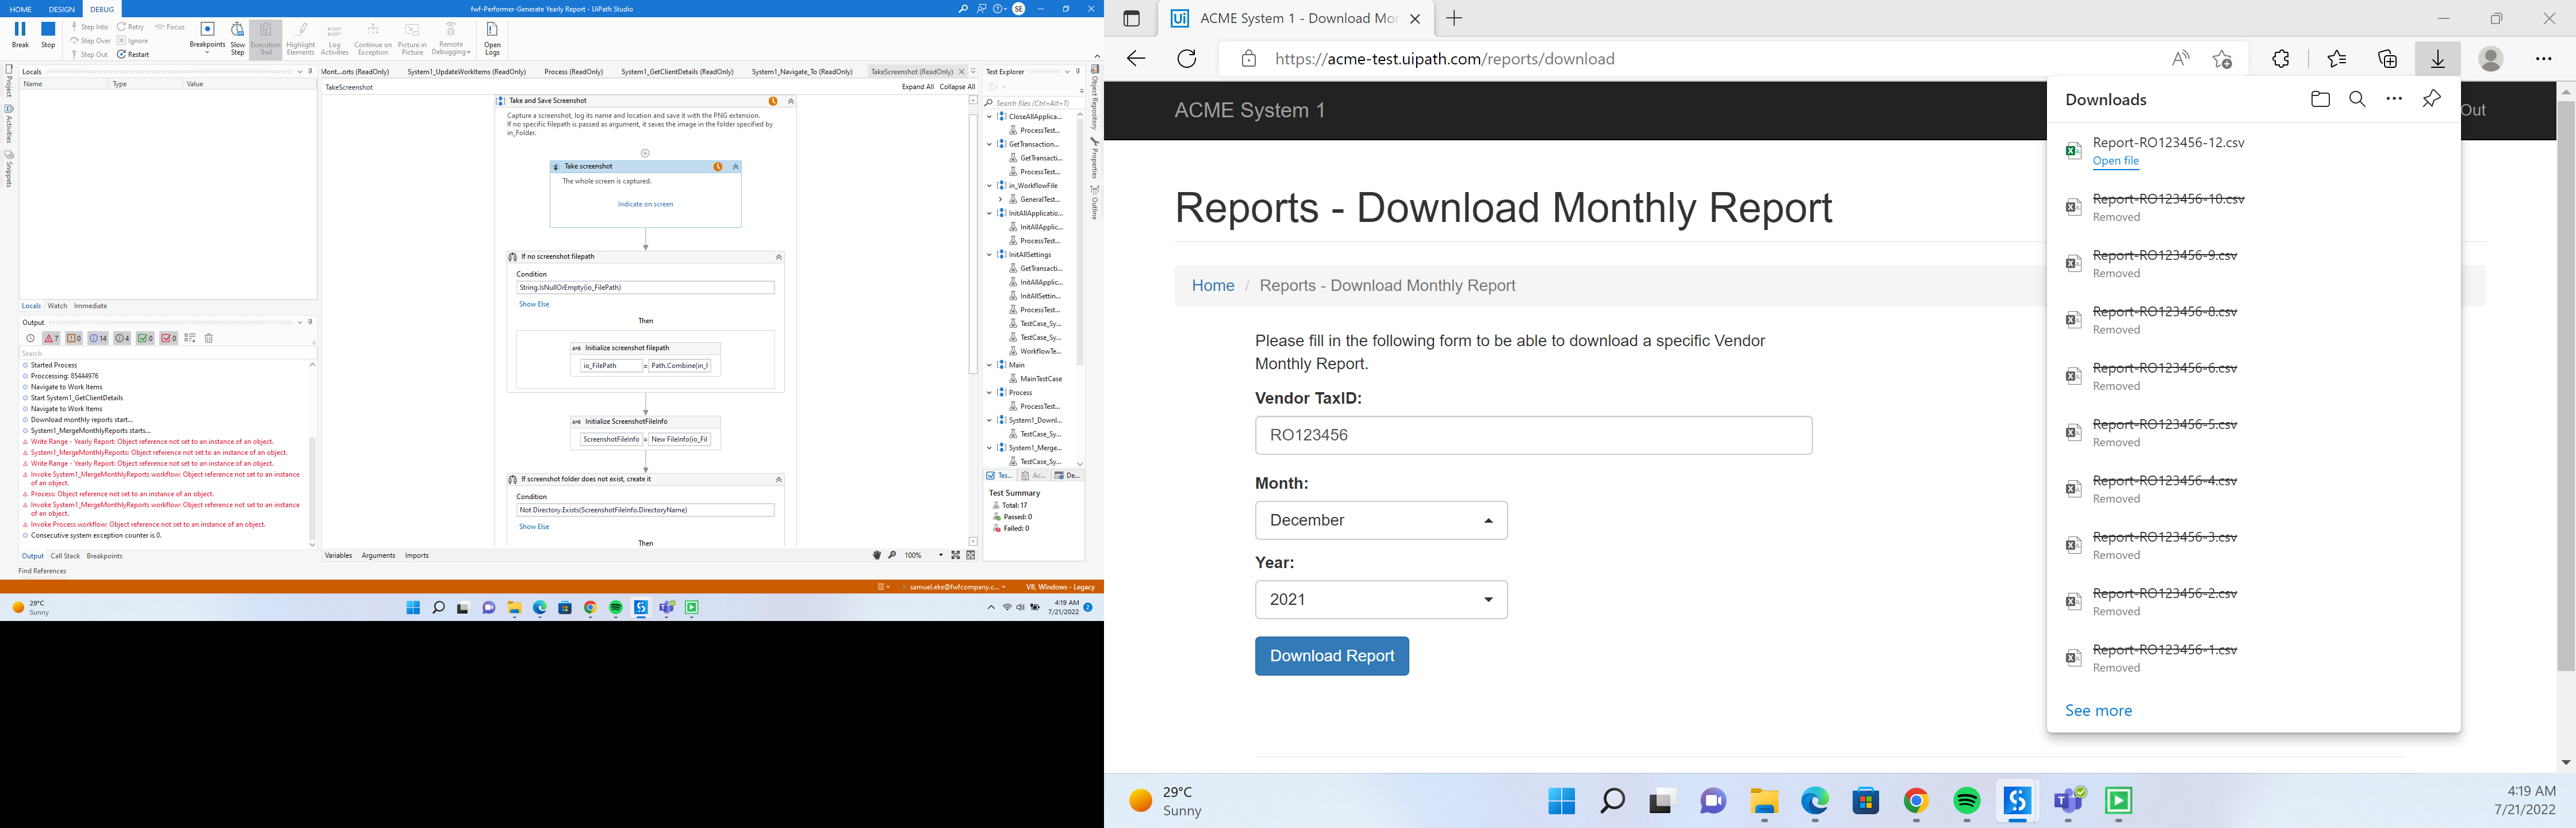 HOME DESIGN DEBUG
fwf-Performer-Generate Yearly Report - UiPath Studio
SE
Break
Stop
Step Into
Step Over
Step Out
Retry
Ignore
Restart
Focus
Breakpoints
Slow Step
Execution Trail
Highlight Elements
Log Activities
Continue on Exception
Picture in Picture
Remote Debugging
Open Logs
Project
Activities
Snippets
Locals
Name Type Value
Locals Watch Immediate
Output
7 0 14 4 0 0
Search
Started Process
Proccessing: 85444976
Navigate to Work Items
Start System1_GetClientDetails
Navigate to Work Items
Download monthly reports start...
System1_MergeMonthlyReports starts...
Write Range - Yearly Report: Object reference not set to an instance of an object.
System1_MergeMonthlyReports: Object reference not set to an instance of an object.
Write Range - Yearly Report: Object reference not set to an instance of an object.
Invoke System1_MergeMonthlyReports workflow: Object reference not set to an instance
of an object.
Process: Object reference not set to an instance of an object.
Invoke System1_MergeMonthlyReports workflow: Object reference not set to an instance
of an object.
Invoke Process workflow: Object reference not set to an instance of an object.
Consecutive system exception counter is 0.
Output Call Stack Breakpoints
Find References
Mont...orts (ReadOnly) System1_UpdateWorkItems (ReadOnly) Process (ReadOnly) System1_GetClientDetails (ReadOnly) System1_Navigate_To (ReadOnly) TakeScreenshot (ReadOnly)
TakeScreenshot
Expand All Collapse All
Take and Save Screenshot
Capture a screenshot, log its name and location and save it with the PNG extension.
If no specific filepath is passed as argument, it saves the image in the folder specified by
in_Folder.
Take screenshot
The whole screen is captured.
Indicate on screen
If no screenshot filepath
Condition
String.IsNullOrEmpty(io_FilePath)
Show Else
Then
A*B Initialize screenshot filepath
io_FilePath = Path.Combine(in_l
A*B Initialize ScreenshotFileInfo
ScreenshotFileInfo = New FileInfo(io_Fil
If screenshot folder does not exist, create it
Condition
Not Directory.Exists(ScreenshotFileInfo.DirectoryName)
Show Else
Then
Variables Arguments Imports
100%
Test Explorer
Search files (Ctrl+Alt+T)
CloseAllApplica...
ProcessTest...
GetTransaction...
GetTransacti...
ProcessTest...
in_WorkflowFile
GeneralTest...
InitAllApplicatio...
InitAllApplic...
ProcessTest...
InitAllSettings
GetTransacti...
InitAllApplic...
InitAllSettin...
ProcessTest...
TestCase_Sy...
TestCase_Sy...
WorkflowTe...
Main
MainTestCase
Process
ProcessTest...
System1_Downl...
TestCase_Sy...
System1_Merge...
TestCase_Sy...
Tes... Ac... De...
Test Summary
Total: 17
Passed: 0
Failed: 0
Object Repository
Properties
Outline
samuel.eke@fwfcompany.c...
VB, Windows - Legacy
29°C
Sunny
4:19 AM
7/21/2022
2
Ui ACME System 1 - Download Mor
https://acme-test.uipath.com/reports/download
ACME System 1
Out
Reports - Download Monthly Report
Home / Reports - Download Monthly Report
Please fill in the following form to be able to download a specific Vendor
Monthly Report.
Vendor TaxID:
RO123456
Month:
December
Year:
2021
Download Report
Downloads
Report-RO123456-12.csv
Open file
Report-RO123456-10.csv
Removed
Report-RO123456-9.csv
Removed
Report-RO123456-8.csv
Removed
Report-RO123456-6.csv
Removed
Report-RO123456-5.csv
Removed
Report-RO123456-4.csv
Removed
Report-RO123456-3.csv
Removed
Report-RO123456-2.csv
Removed
Report-RO123456-1.csv
Removed
See more
29°C
Sunny
4:19 AM
7/21/2022